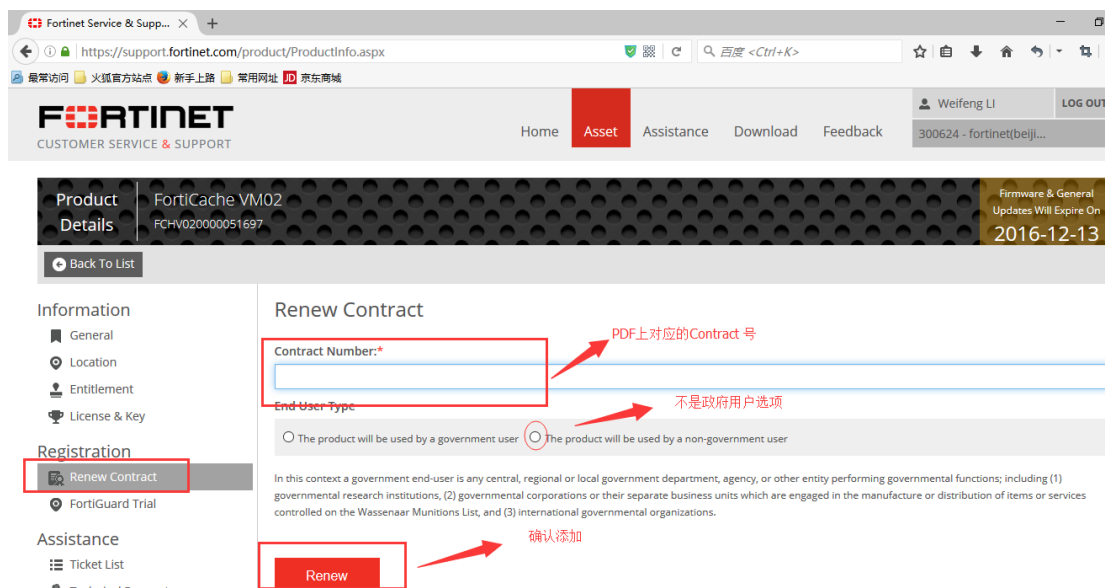 Fortinet Service & Supp...
https://support.fortinet.com/product/ProductInfo.aspx
百度 <Ctrl+K>
最常访问 火狐官方站点 新手上路 常用网址 JD 京东商城
FORTINET
CUSTOMER SERVICE & SUPPORT
Home Asset Assistance Download Feedback
Weifeng LI LOG OUT
300624 - fortinet(beiji...
Product Details
FortiCache VM02
FCHV020000051697
Firmware & General
Updates Will Expire On
2016-12-13
Back To List
Information
General
Location
Entitlement
License & Key
Registration
Renew Contract
FortiGuard Trial
Assistance
Ticket List
Renew Contract
PDF上对应的Contract 号
Contract Number:*
End User Type
不是政府用户选项
The product will be used by a government user The product will be used by a non-government user
In this context a government end-user is any central, regional or local government department, agency, or other entity performing governmental functions; including (1)
governmental research institutions, (2) governmental corporations or their separate business units which are engaged in the manufacture or distribution of items or services
controlled on the Wassenaar Munitions List, and (3) international governmental organizations.
确认添加
Renew